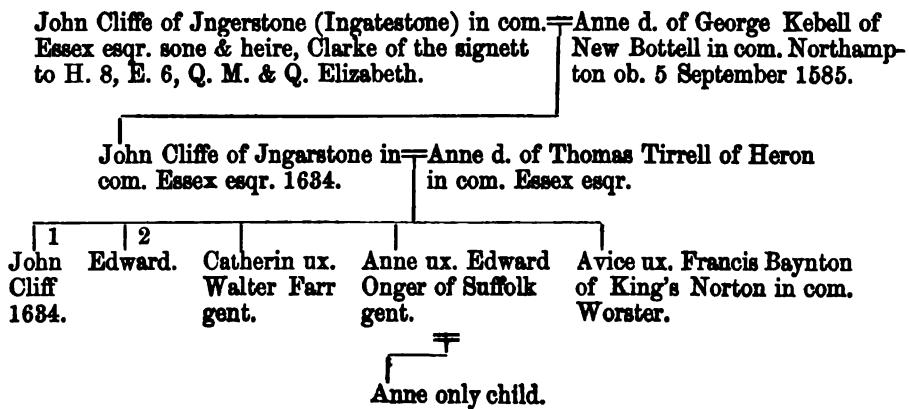 John Cliffe of Jngerstone (Ingatestone) in com.
Essex esqr. sone & heire, Clarke of the signett
to H. 8, E. 6, Q. M. & Q. Elizabeth.
Anne d. of George Kebell of
New Bottell in com. Northamp-
ton ob. 5 September 1585.
John Cliffe of Jngarstone in
com. Essex esqr. 1634.
Anne d. of Thomas Tirrell of Heron
in com. Essex esqr.
1
John
Cliff
1634.
2
Edward.
Catherin ux.
Walter Farr
gent.
Anne ux. Edward
Onger of Suffolk
gent.
Avice ux. Francis Baynton
of King's Norton in com.
Worster.
Anne only child.